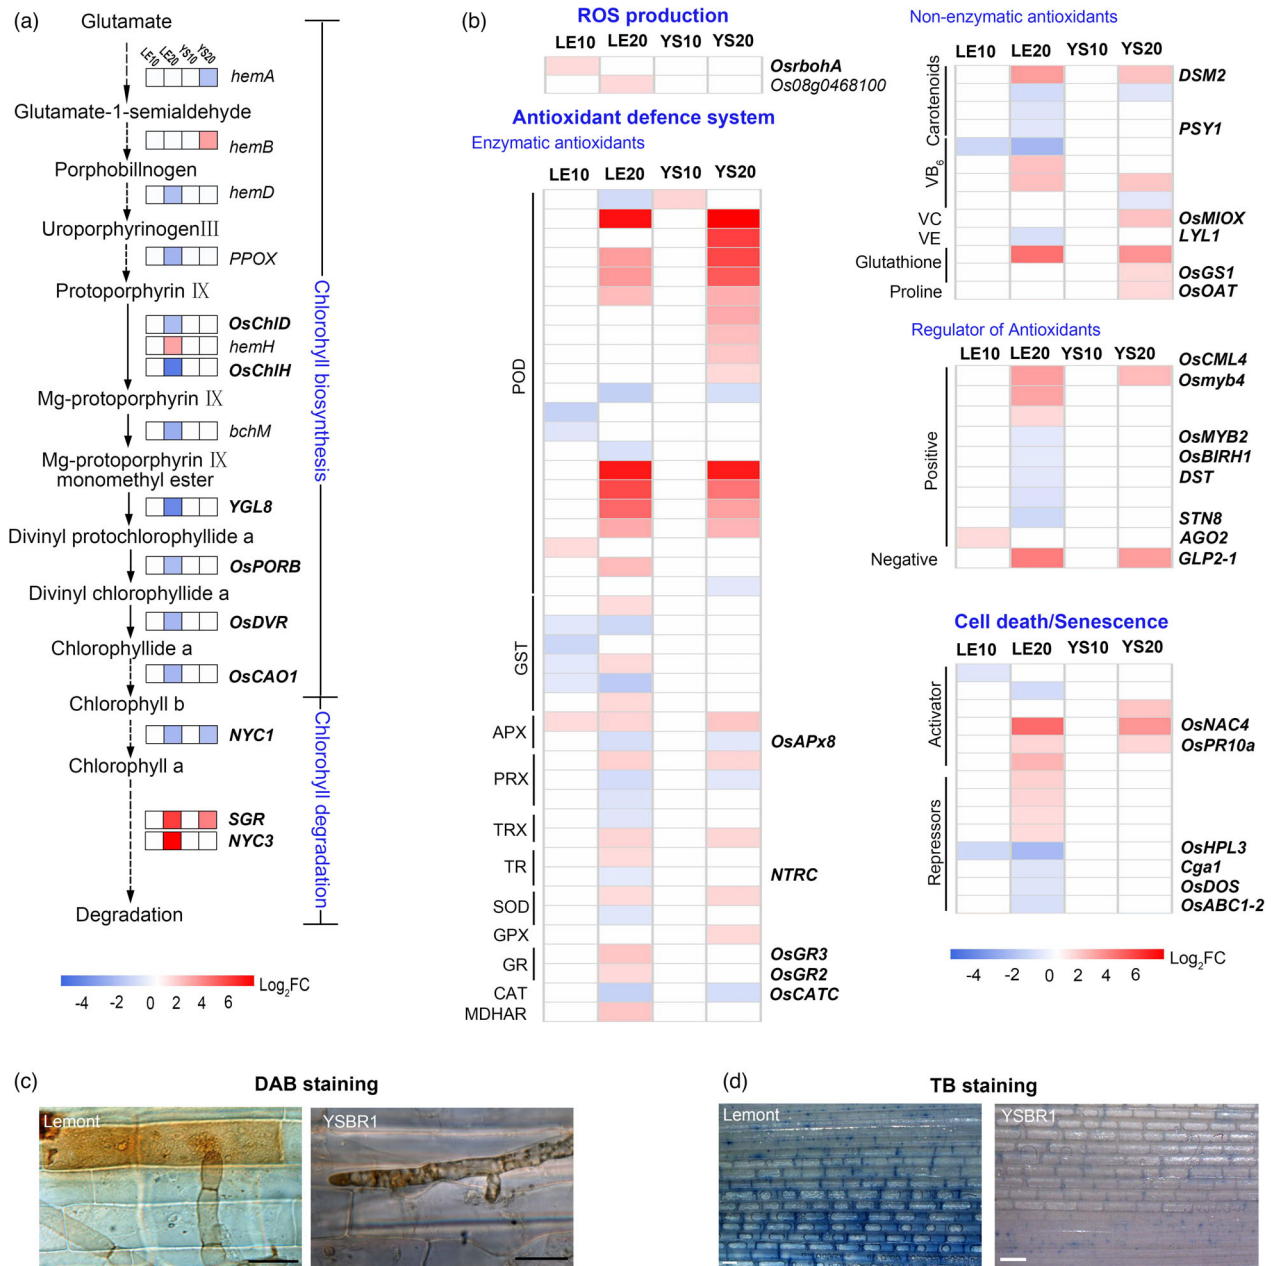 (a)
Glutamate
LE10 LE20 YS10 YS20
hemA
Glutamate-1-semialdehyde
hemB
Porphobillnogen
hemD
Uroporphyrinogen III
PPOX
Protoporphyrin IX
OsChlD
hemH
OsChlH
Mg-protoporphyrin IX
bchM
Mg-protoporphyrin IX
monomethyl ester
YGL8
Divinyl protochlorophyllide a
OsPORB
Divinyl chlorophyllide a
OsDVR
Chlorophyllide a
OsCAO1
Chlorophyll b
NYC1
Chlorophyll a
SGR
NYC3
Degradation
Chlorohyll biosynthesis
Chlorohyll degradation
-4 -2 0 2 4 6 Log2FC
(b)
ROS production
LE10 LE20 YS10 YS20
OsrbohA
Os08g0468100
Antioxidant defence system
Enzymatic antioxidants
LE10 LE20 YS10 YS20
POD
GST
APX
OsAPx8
PRX
TRX
TR
NTRC
SOD
GPX
GR
OsGR3
OsGR2
CAT
OsCATC
MDHAR
Non-enzymatic antioxidants
LE10 LE20 YS10 YS20
Carotenoids
DSM2
PSY1
VB6
VC
OsMIOX
VE
LYL1
Glutathione
OsGS1
Proline
OsOAT
Regulator of Antioxidants
LE10 LE20 YS10 YS20
OsCML4
Osmyb4
Positive
OsMYB2
OsBIRH1
DST
STN8
AGO2
Negative
GLP2-1
Cell death/Senescence
LE10 LE20 YS10 YS20
Activator
OsNAC4
OsPR10a
Repressors
OsHPL3
Cga1
OsDOS
OsABC1-2
-4 -2 0 2 4 6 Log2FC
(c)
DAB staining
Lemont
YSBR1
(d)
TB staining
Lemont
YSBR1